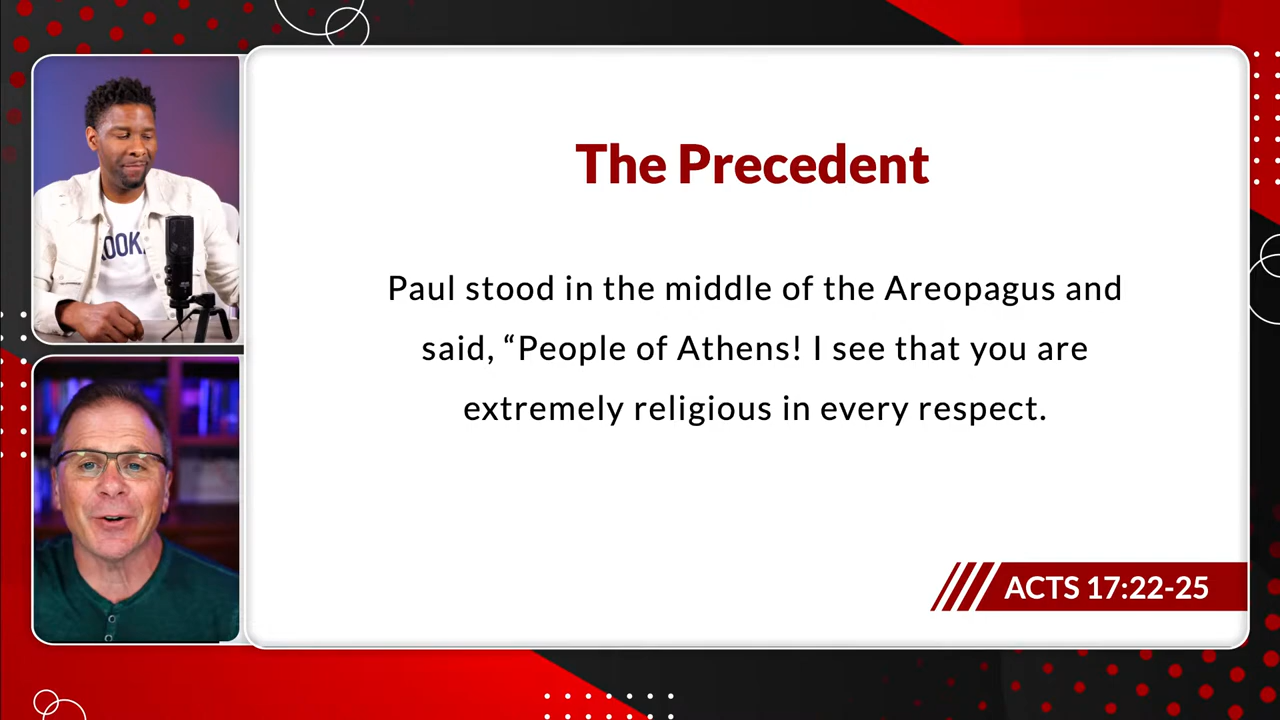 The Precedent
Paul stood in the middle of the Areopagus and
said, “People of Athens! I see that you are
extremely religious in every respect.
ACTS 17:22-25